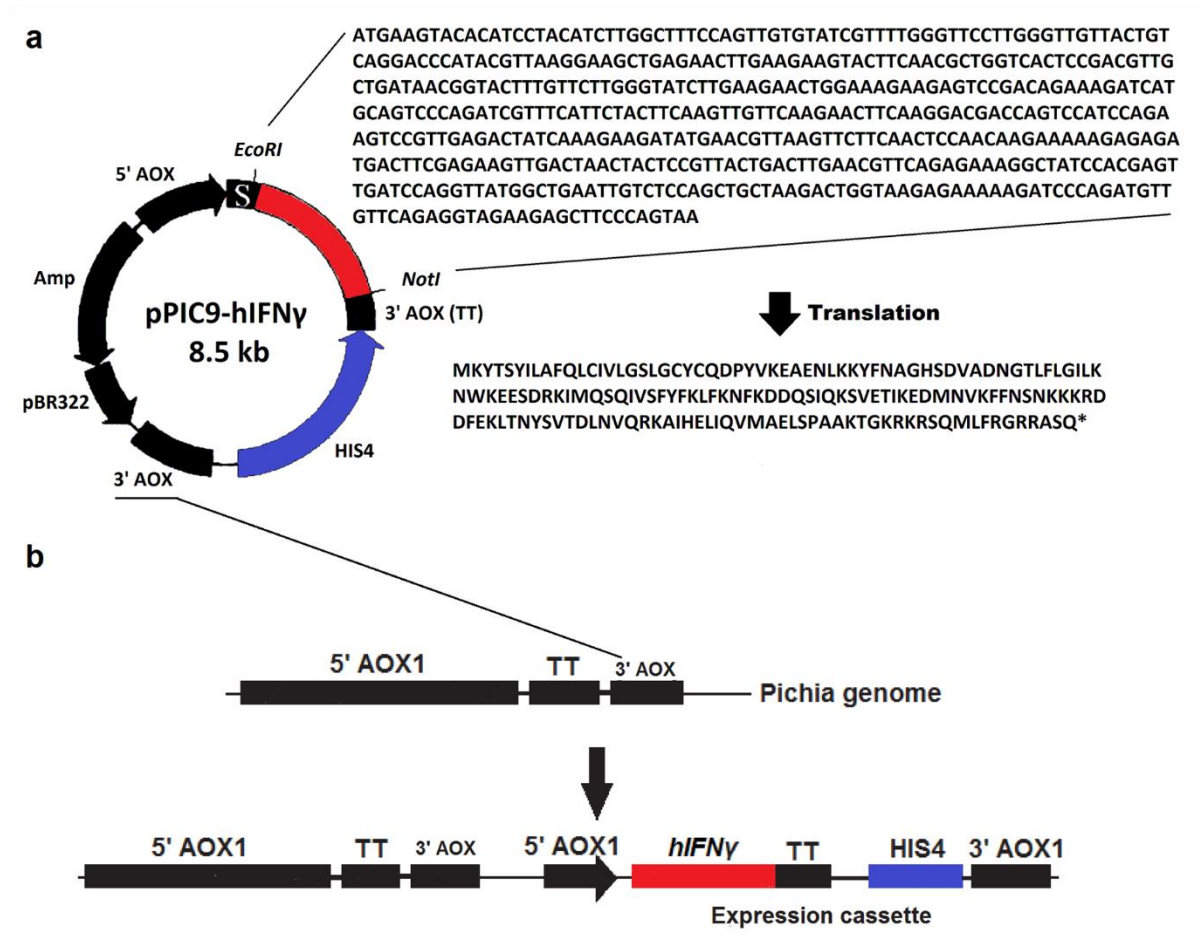 a
ATGAAGTACACATCCTACATCTTGGCTTTCCAGTTGTGTATCGTTTTGGGTTCCTTGGGTTGTTACTGT
CAGGACCCATACGTTAAGGAAGCTGAGAACTTGAAGAAGTACTTCAACGCTGGTCACTCCGACGTTG
CTGATAACGGTACTTTGTTCTTGGGTATCTTGAAGAACTGGAAAGAAGAGTCCGACAGAAAGATCAT
GCAGTCCCAGATCGTTTCATTCTACTTCAAGTTGTTCAAGAACTTCAAGGACGACCAGTCCATCCAGA
AGTCCGTTGAGACTATCAAAGAAGATATGAACGTTAAGTTCTTCAACTCCAACAAGAAAAAGAGAGA
TGACTTCGAGAAGTTGACTAACTACTCCGTTACTGACTTGAACGTTCAGAGAAAGGCTATCCACGAGT
TGATCCAGGTTATGGCTGAATTGTCTCCAGCTGCTAAGACTGGTAAGAGAAAAAGATCCCAGATGTT
GTTCAGAGGTAGAAGAGCTTCCCAGTAA
EcoRI
5' AOX
S
Amp
NotI
3' AOX (TT)
pPIC9-hIFNγ
8.5 kb
pBR322
HIS4
3' AOX
Translation
MKYTSYILAFQLCIVLGSLGCYCQDPYVKEAENLKKYFNAGHSDVADNGTLFLGILK
NWKEESDRKIMQSQIVSFYFKLFKNFKDDQSIQKSVETIKEDMNVKFFNSNKKKRD
DFEKLTNYSVTDLNVQRKAIHELIQVMAELSPAAKTGKRKRSQMLFRGRRASQ*
b
5' AOX1 TT 3' AOX
Pichia genome
5' AOX1 TT 3' AOX 5' AOX1 hIFNγ TT HIS4 3' AOX1
Expression cassette